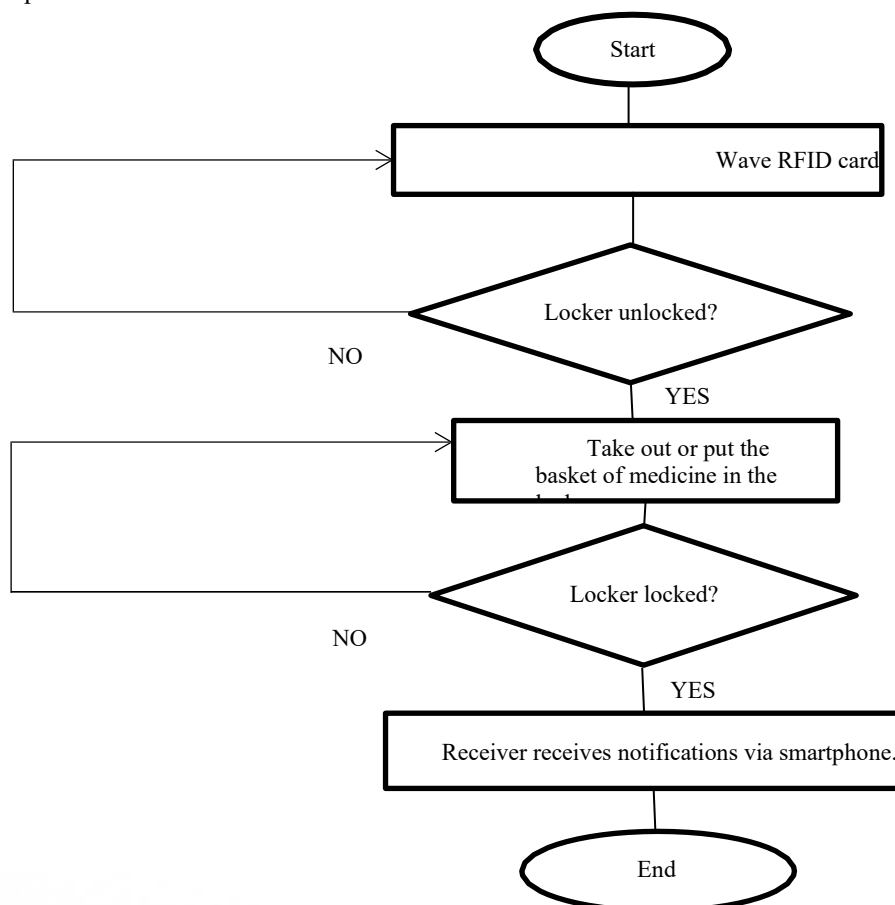 Start
Wave RFID card
Locker unlocked?
NO
YES
Take out or put the
basket of medicine in the
Locker locked?
NO
YES
Receiver receives notifications via smartphone.
End